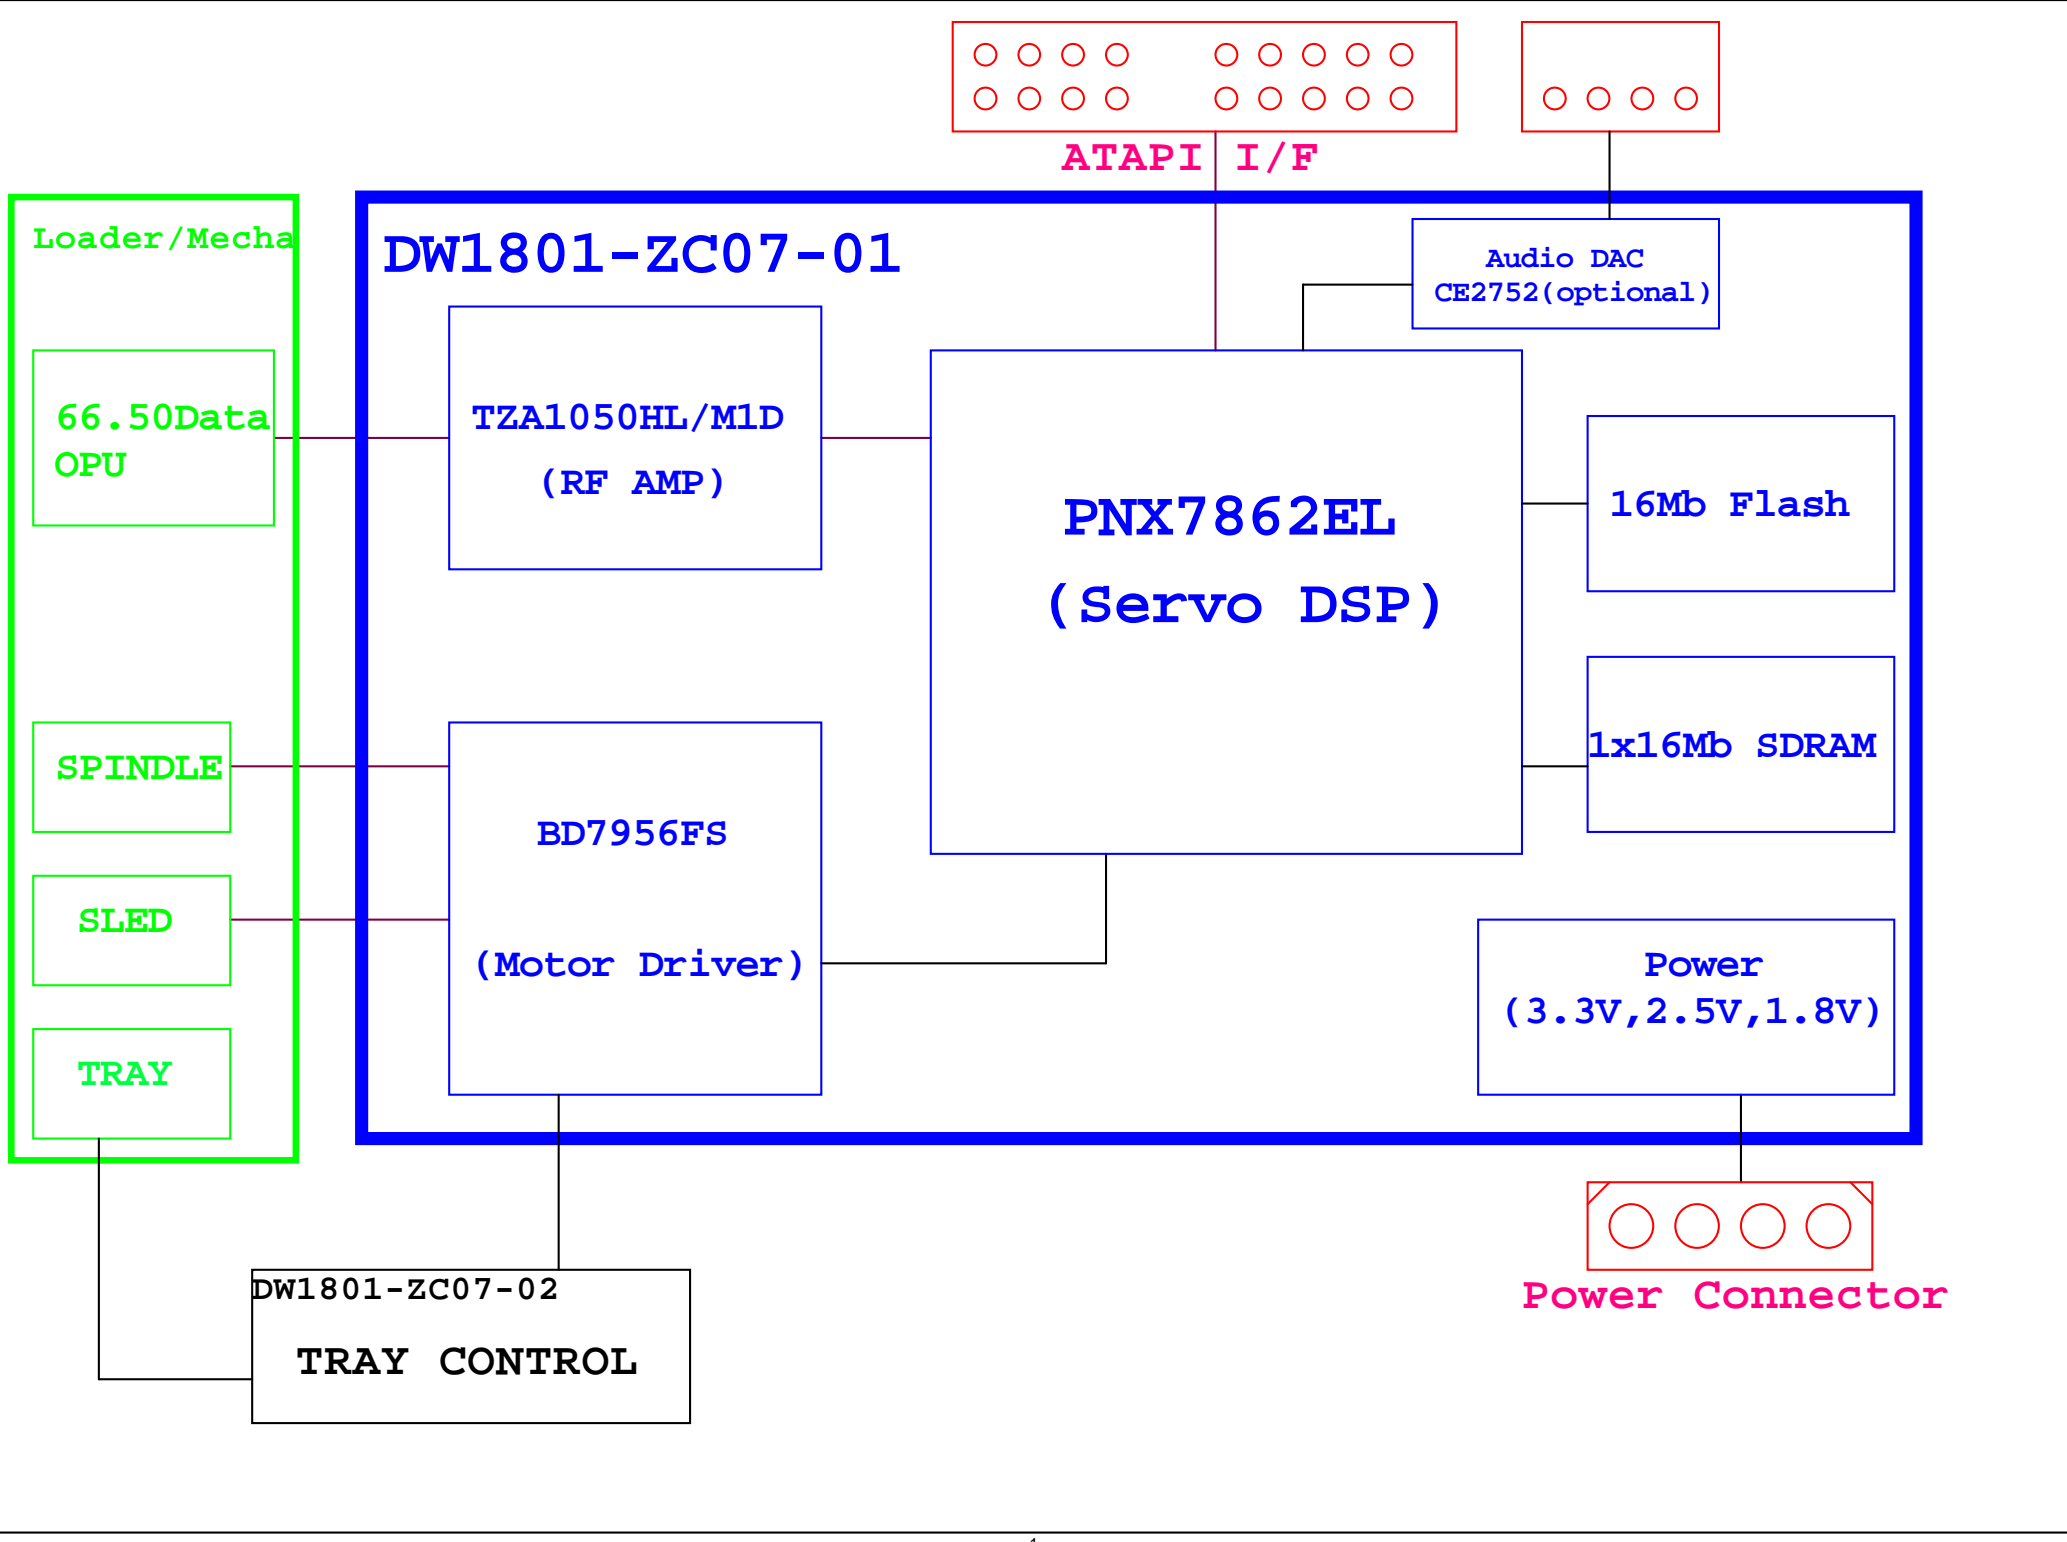 ATAPI I/F
Loader/Mecha
DW1801-ZC07-01
Audio DAC
CE2752(optional)
66.50Data
OPU
TZA1050HL/M1D
(RF AMP)
PNX7862EL
(Servo DSP)
16Mb Flash
1x16Mb SDRAM
SPINDLE
SLED
TRAY
BD7956FS
(Motor Driver)
Power
(3.3V,2.5V,1.8V)
Power Connector
DW1801-ZC07-02
TRAY CONTROL